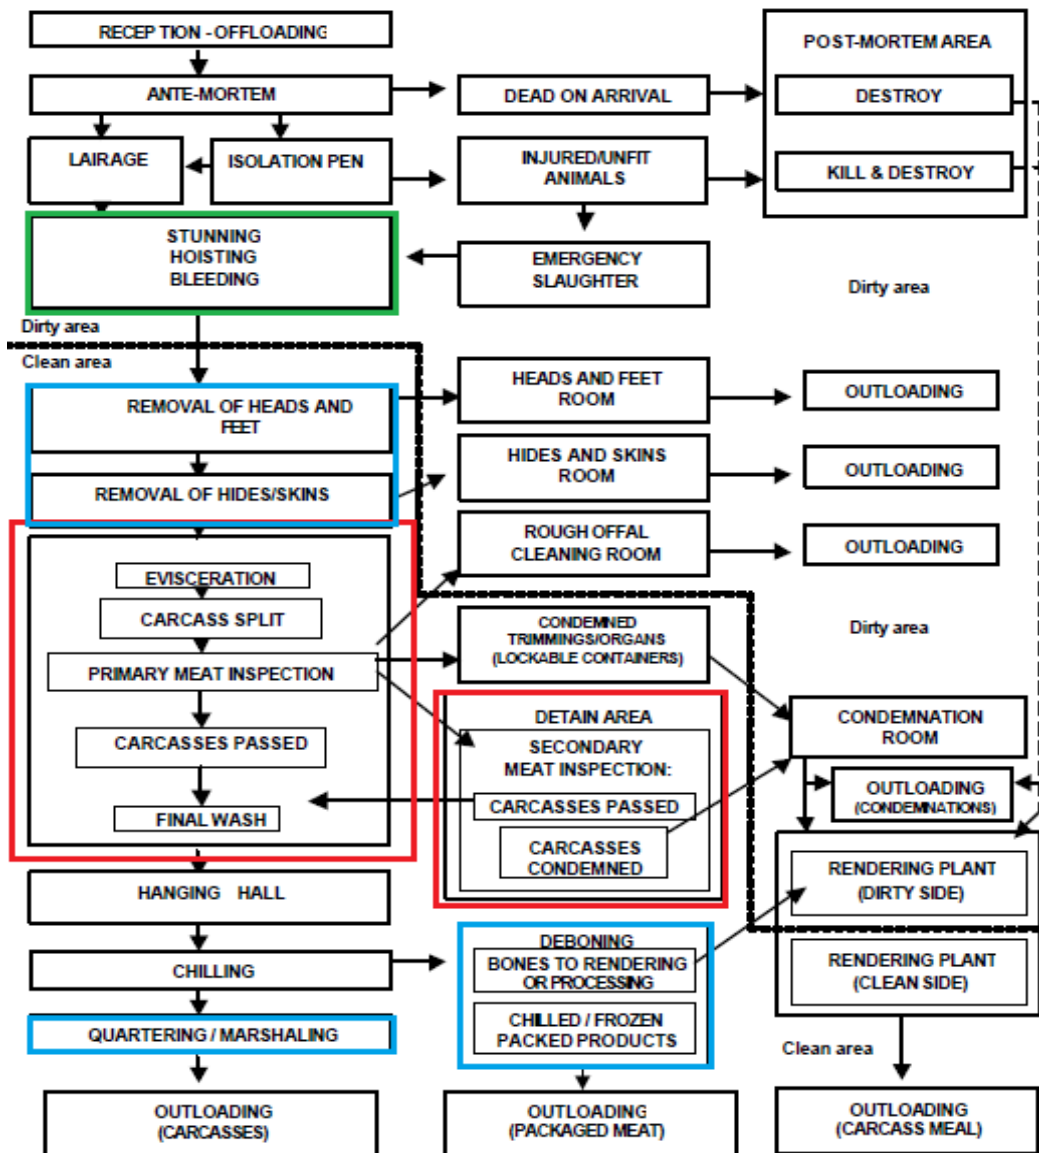 RECEPTION - OFFLOADING
ANTE-MORTEM
DEAD ON ARRIVAL
POST-MORTEM AREA
DESTROY
KILL & DESTROY
LAIRAGE
ISOLATION PEN
INJURED/UNFIT
ANIMALS
STUNNING
HOISTING
BLEEDING
EMERGENCY
SLAUGHTER
Dirty area
Dirty area
Clean area
REMOVAL OF HEADS AND
FEET
HEADS AND FEET
ROOM
OUTLOADING
REMOVAL OF HIDES/SKINS
HIDES AND SKINS
ROOM
OUTLOADING
ROUGH OFFAL
CLEANING ROOM
OUTLOADING
EVISCERATION
CARCASS SPLIT
PRIMARY MEAT INSPECTION
CARCASSES PASSED
FINAL WASH
CONDEMNED
TRIMMINGS/ORGANS
(LOCKABLE CONTAINERS)
Dirty area
DETAIN AREA
SECONDARY
MEAT INSPECTION:
CARCASSES PASSED
CARCASSES
CONDEMNED
CONDEMNATION
ROOM
OUTLOADING
(CONDEMNATIONS)
RENDERING PLANT
(DIRTY SIDE)
RENDERING PLANT
(CLEAN SIDE)
HANGING HALL
CHILLING
DEBONING
BONES TO RENDERING
OR PROCESSING
CHILLED / FROZEN
PACKED PRODUCTS
QUARTERING / MARSHALING
Clean area
OUTLOADING
(CARCASSES)
OUTLOADING
(PACKAGED MEAT)
OUTLOADING
(CARCASS MEAL)